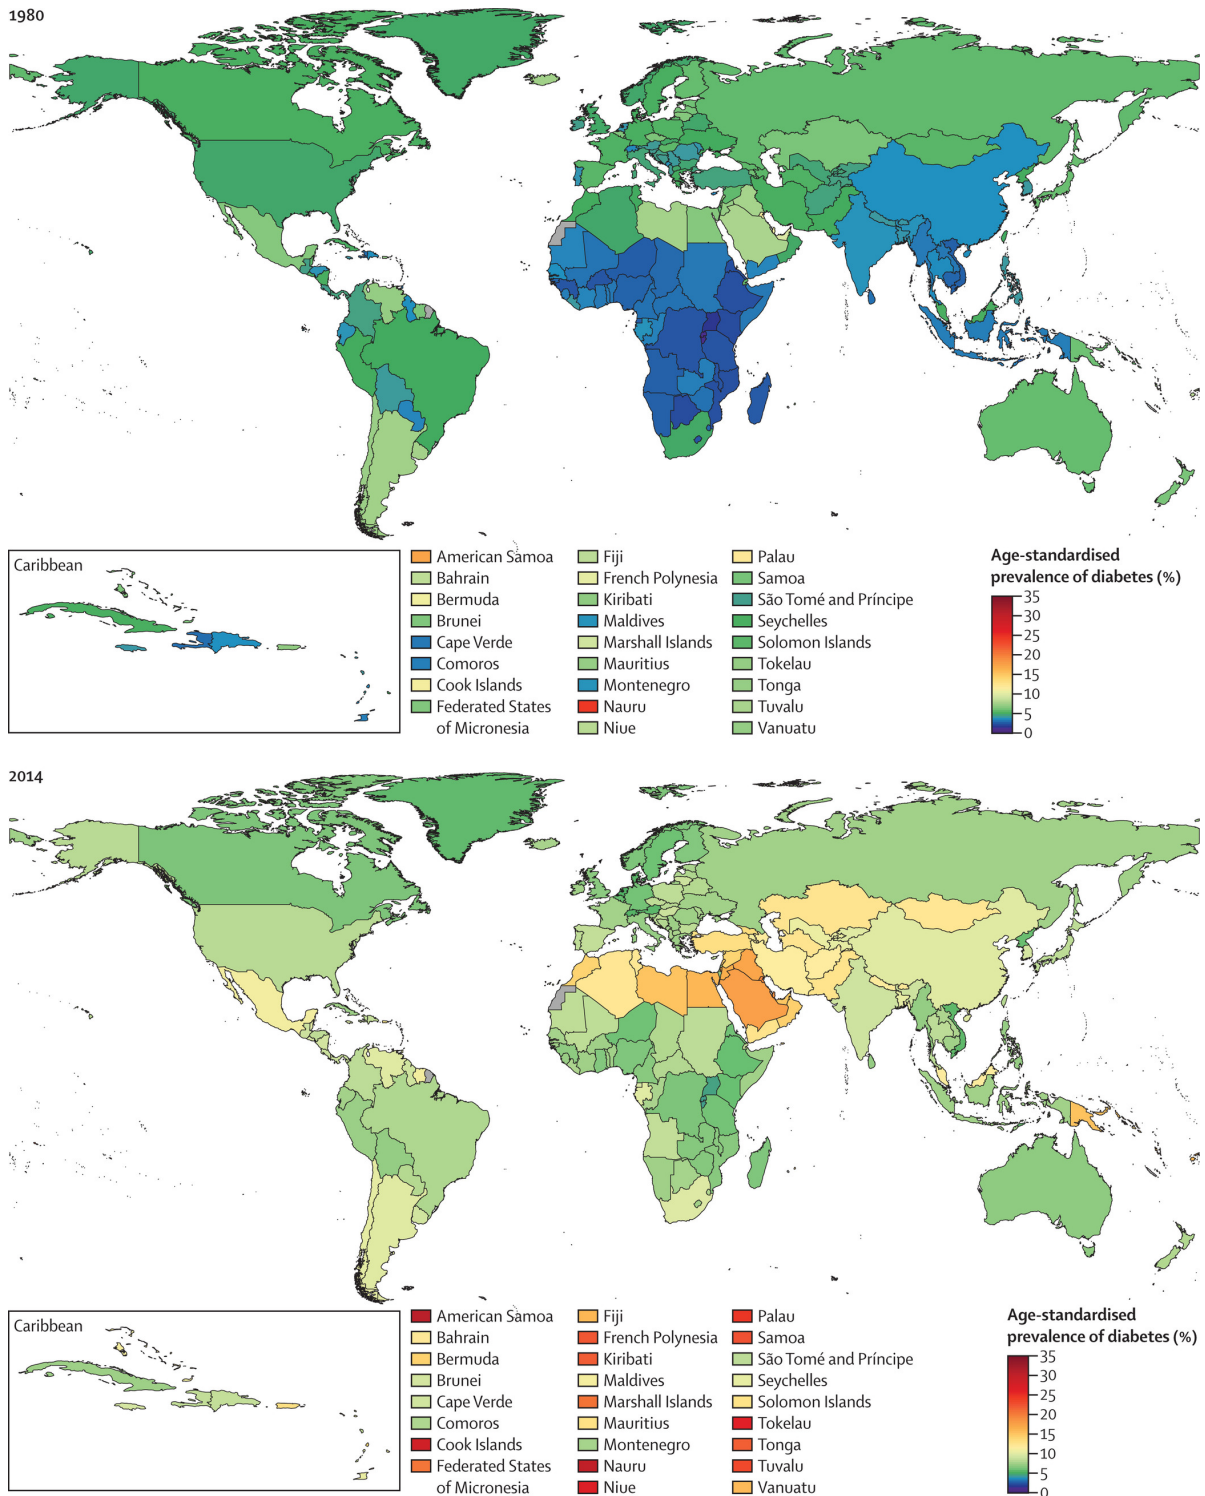 1980
Caribbean
American Samoa
Bahrain
Bermuda
Brunei
Cape Verde
Comoros
Cook Islands
Federated States
of Micronesia
Fiji
French Polynesia
Kiribati
Maldives
Marshall Islands
Mauritius
Montenegro
Nauru
Niue
Palau
Samoa
São Tomé and Príncipe
Seychelles
Solomon Islands
Tokelau
Tonga
Tuvalu
Vanuatu
Age-standardised
prevalence of diabetes (%)
35
30
25
20
15
10
5
0
2014
Caribbean
American Samoa
Bahrain
Bermuda
Brunei
Cape Verde
Comoros
Cook Islands
Federated States
of Micronesia
Fiji
French Polynesia
Kiribati
Maldives
Marshall Islands
Mauritius
Montenegro
Nauru
Niue
Palau
Samoa
São Tomé and Príncipe
Seychelles
Solomon Islands
Tokelau
Tonga
Tuvalu
Vanuatu
Age-standardised
prevalence of diabetes (%)
35
30
25
20
15
10
5
0